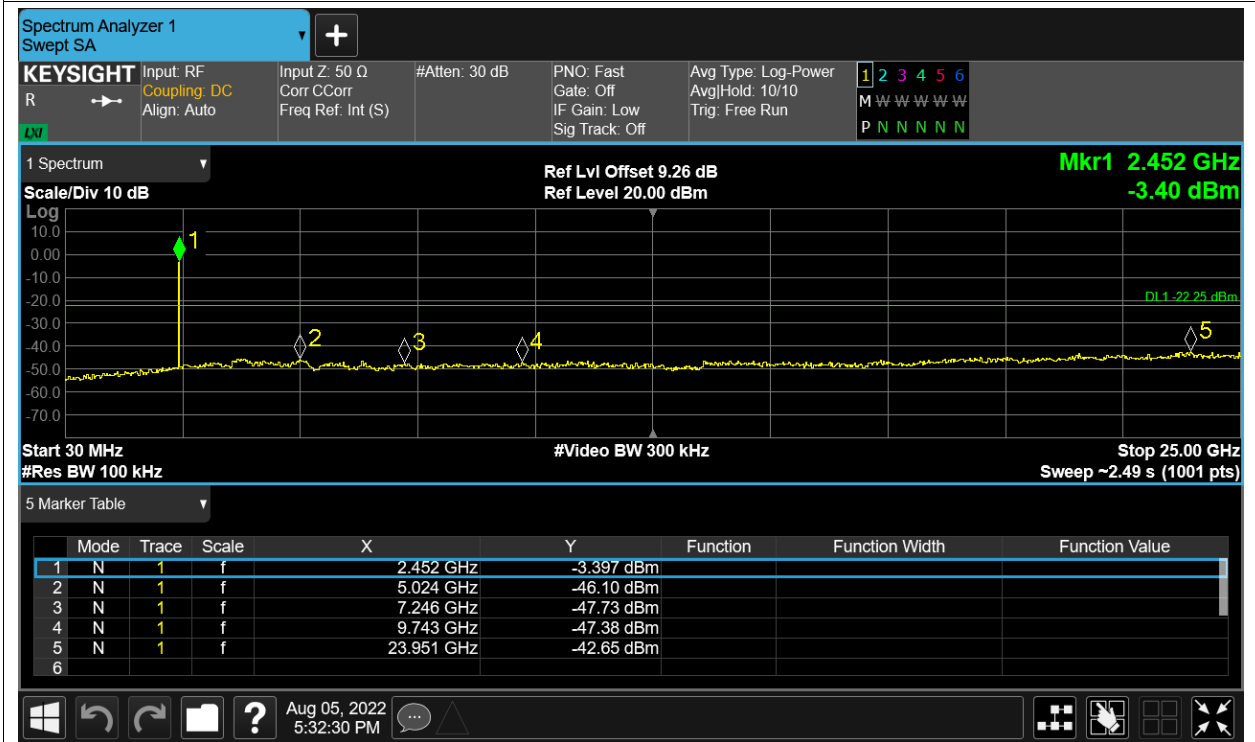 Spectrum Analyzer 1
Swept SA
+
KEYSIGHT
R
LXI
Input: RF
Coupling: DC
Align: Auto
Input Z: 50 Ω
Corr CCorr
Freq Ref: Int (S)
#Atten: 30 dB
PNO: Fast
Gate: Off
IF Gain: Low
Sig Track: Off
Avg Type: Log-Power
Avg|Hold: 10/10
Trig: Free Run
1 2 3 4 5 6
M W W W W W
P N N N N N
1 Spectrum
Scale/Div 10 dB
Ref Lvl Offset 9.26 dB
Ref Level 20.00 dBm
Mkr1 2.452 GHz
-3.40 dBm
Log
10.0
0.00
-10.0
-20.0
-30.0
-40.0
-50.0
-60.0
-70.0
1
2
3
4
5
DL1 -22.25 dBm
Start 30 MHz
#Res BW 100 kHz
#Video BW 300 kHz
Stop 25.00 GHz
Sweep ~2.49 s (1001 pts)
5 Marker Table
Mode Trace Scale X Y Function Function Width Function Value
1 N 1 f 2.452 GHz -3.397 dBm
2 N 1 f 5.024 GHz -46.10 dBm
3 N 1 f 7.246 GHz -47.73 dBm
4 N 1 f 9.743 GHz -47.38 dBm
5 N 1 f 23.951 GHz -42.65 dBm
6
?
Aug 05, 2022
5:32:30 PM